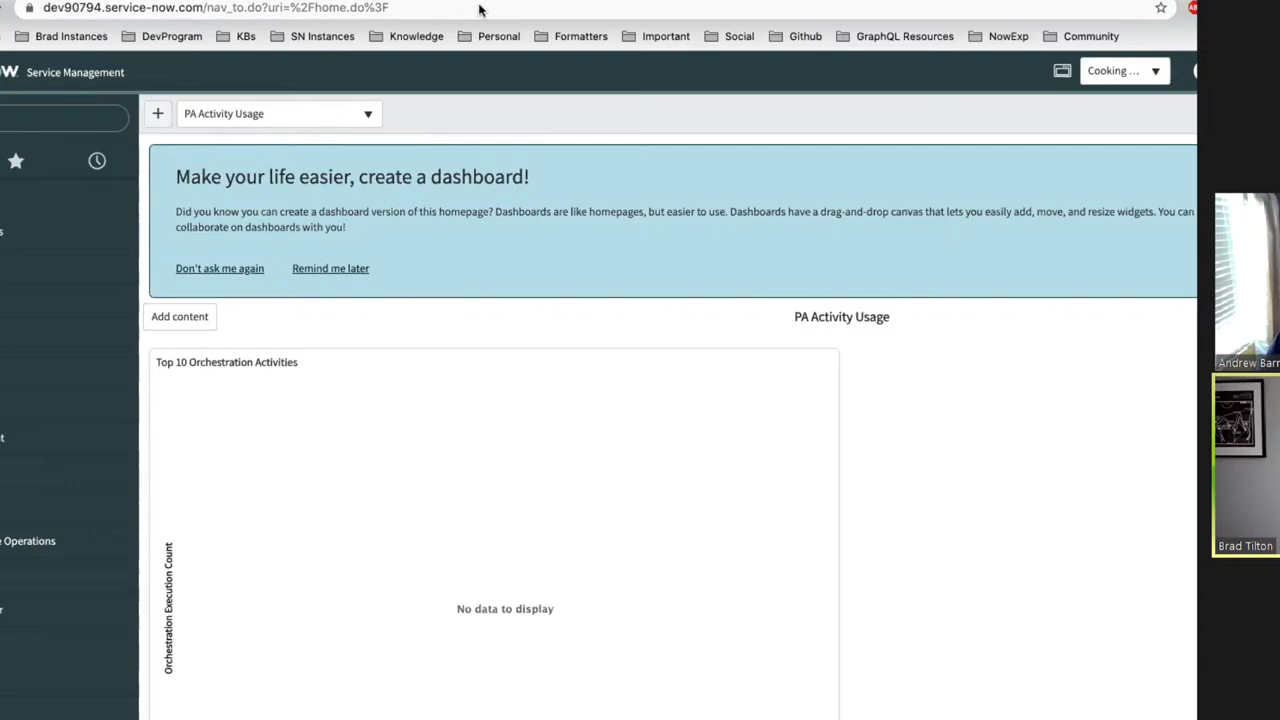 dev90794.service-now.com/nav_to.do?uri=%2Fhome.do%3F
Brad Instances DevProgram KBs SN Instances Knowledge Personal Formatters Important Social Github GraphQL Resources NowExp Community
Service Management
Cooking ...
PA Activity Usage
Make your life easier, create a dashboard!
Did you know you can create a dashboard version of this homepage? Dashboards are like homepages, but easier to use. Dashboards have a drag-and-drop canvas that lets you easily add, move, and resize widgets. You can
collaborate on dashboards with you!
Don't ask me again Remind me later
Add content
PA Activity Usage
Top 10 Orchestration Activities
Orchestration Execution Count
No data to display
Operations
Andrew Barr
Brad Tilton